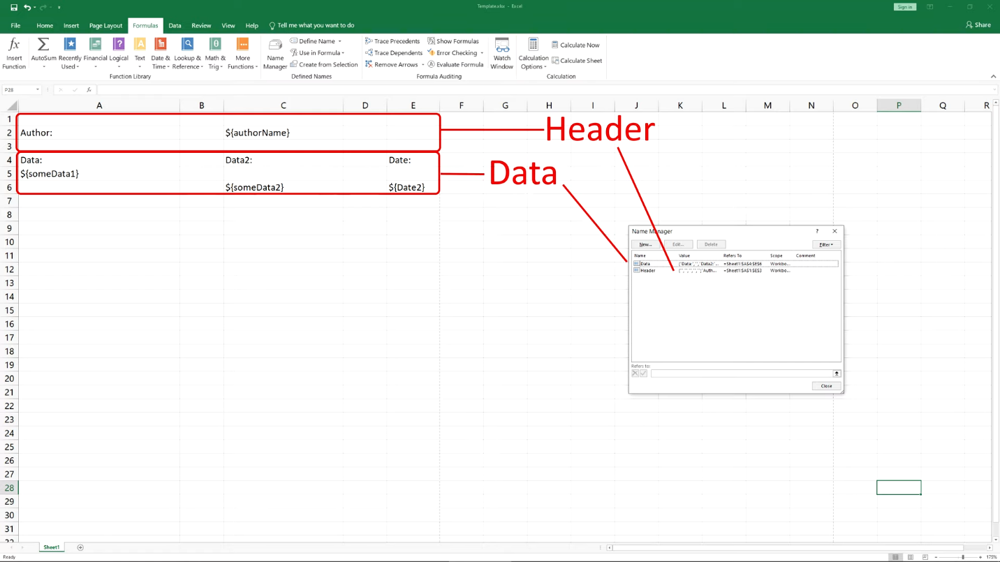 Template.xlsx - Excel
Sign in
File Home Insert Page Layout Formulas Data Review View Help Tell me what you want to do Share
fx Insert Function
Σ AutoSum
Recently Used
Financial
? Logical
A Text
Date & Time
Lookup & Reference
θ Math & Trig
More Functions
Function Library
Name Manager
Define Name
Use in Formula
Create from Selection
Defined Names
Trace Precedents
Trace Dependents
Remove Arrows
Show Formulas
Error Checking
Evaluate Formula
Formula Auditing
Watch Window
Calculation Options
Calculate Now
Calculate Sheet
Calculation
P28 fx
A B C D E F G H I J K L M N O P Q R
1
2 Author: ${authorName}
3
Header
4 Data: Data2: Date:
5 ${someData1}
Data
6 ${someData2} ${Date2}
7
8
9
10
11
12
13
14
15
16
17
18
19
20
21
22
23
24
25
26
27
28
29
30
31
32
Name Manager ?
New... Edit... Delete Filter
Name Value Refers To Scope Comment
Data {"Data:","","Data2:"... =Sheet1!$A$4:$E$6 Workbo...
Header {"","","","","";"Auth... =Sheet1!$A$1:$E$3 Workbo...
Refers to:
Close
Sheet1
Ready 175%